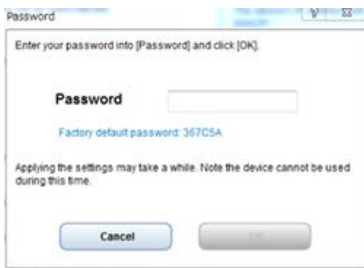 Password
Enter your password into [Password] and click [OK].
Password
Factory default password: 367C5A
Applying the settings may take a while. Note the device cannot be used
during this time.
Cancel
OK